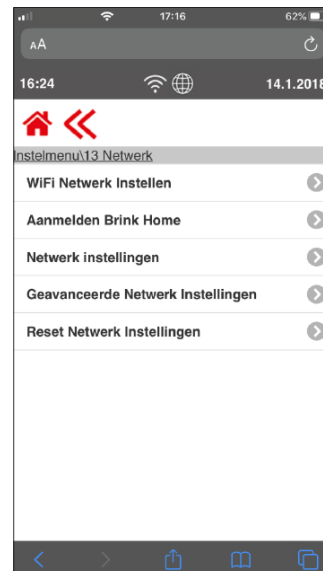 17:16
62%
AA
16:24
14.1.2018
Instelmenu\13 Netwerk
WiFi Netwerk Instellen
Aanmelden Brink Home
Netwerk instellingen
Geavanceerde Netwerk Instellingen
Reset Netwerk Instellingen